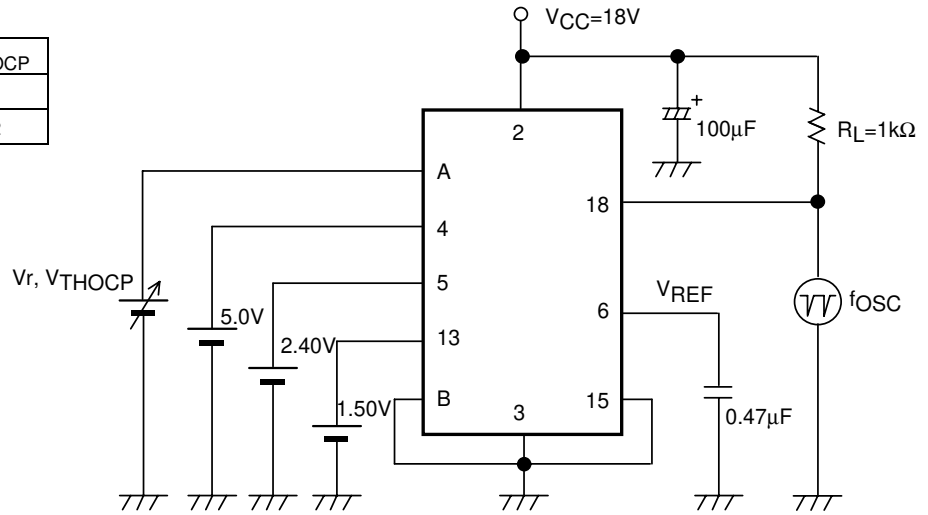 VCC=18V
2
+
100µF
RL=1kΩ
A
18
4
Vr, VTHOCP
5
VREF
6
fOSC
5.0V
13
2.40V
B
15
1.50V
3
0.47µF